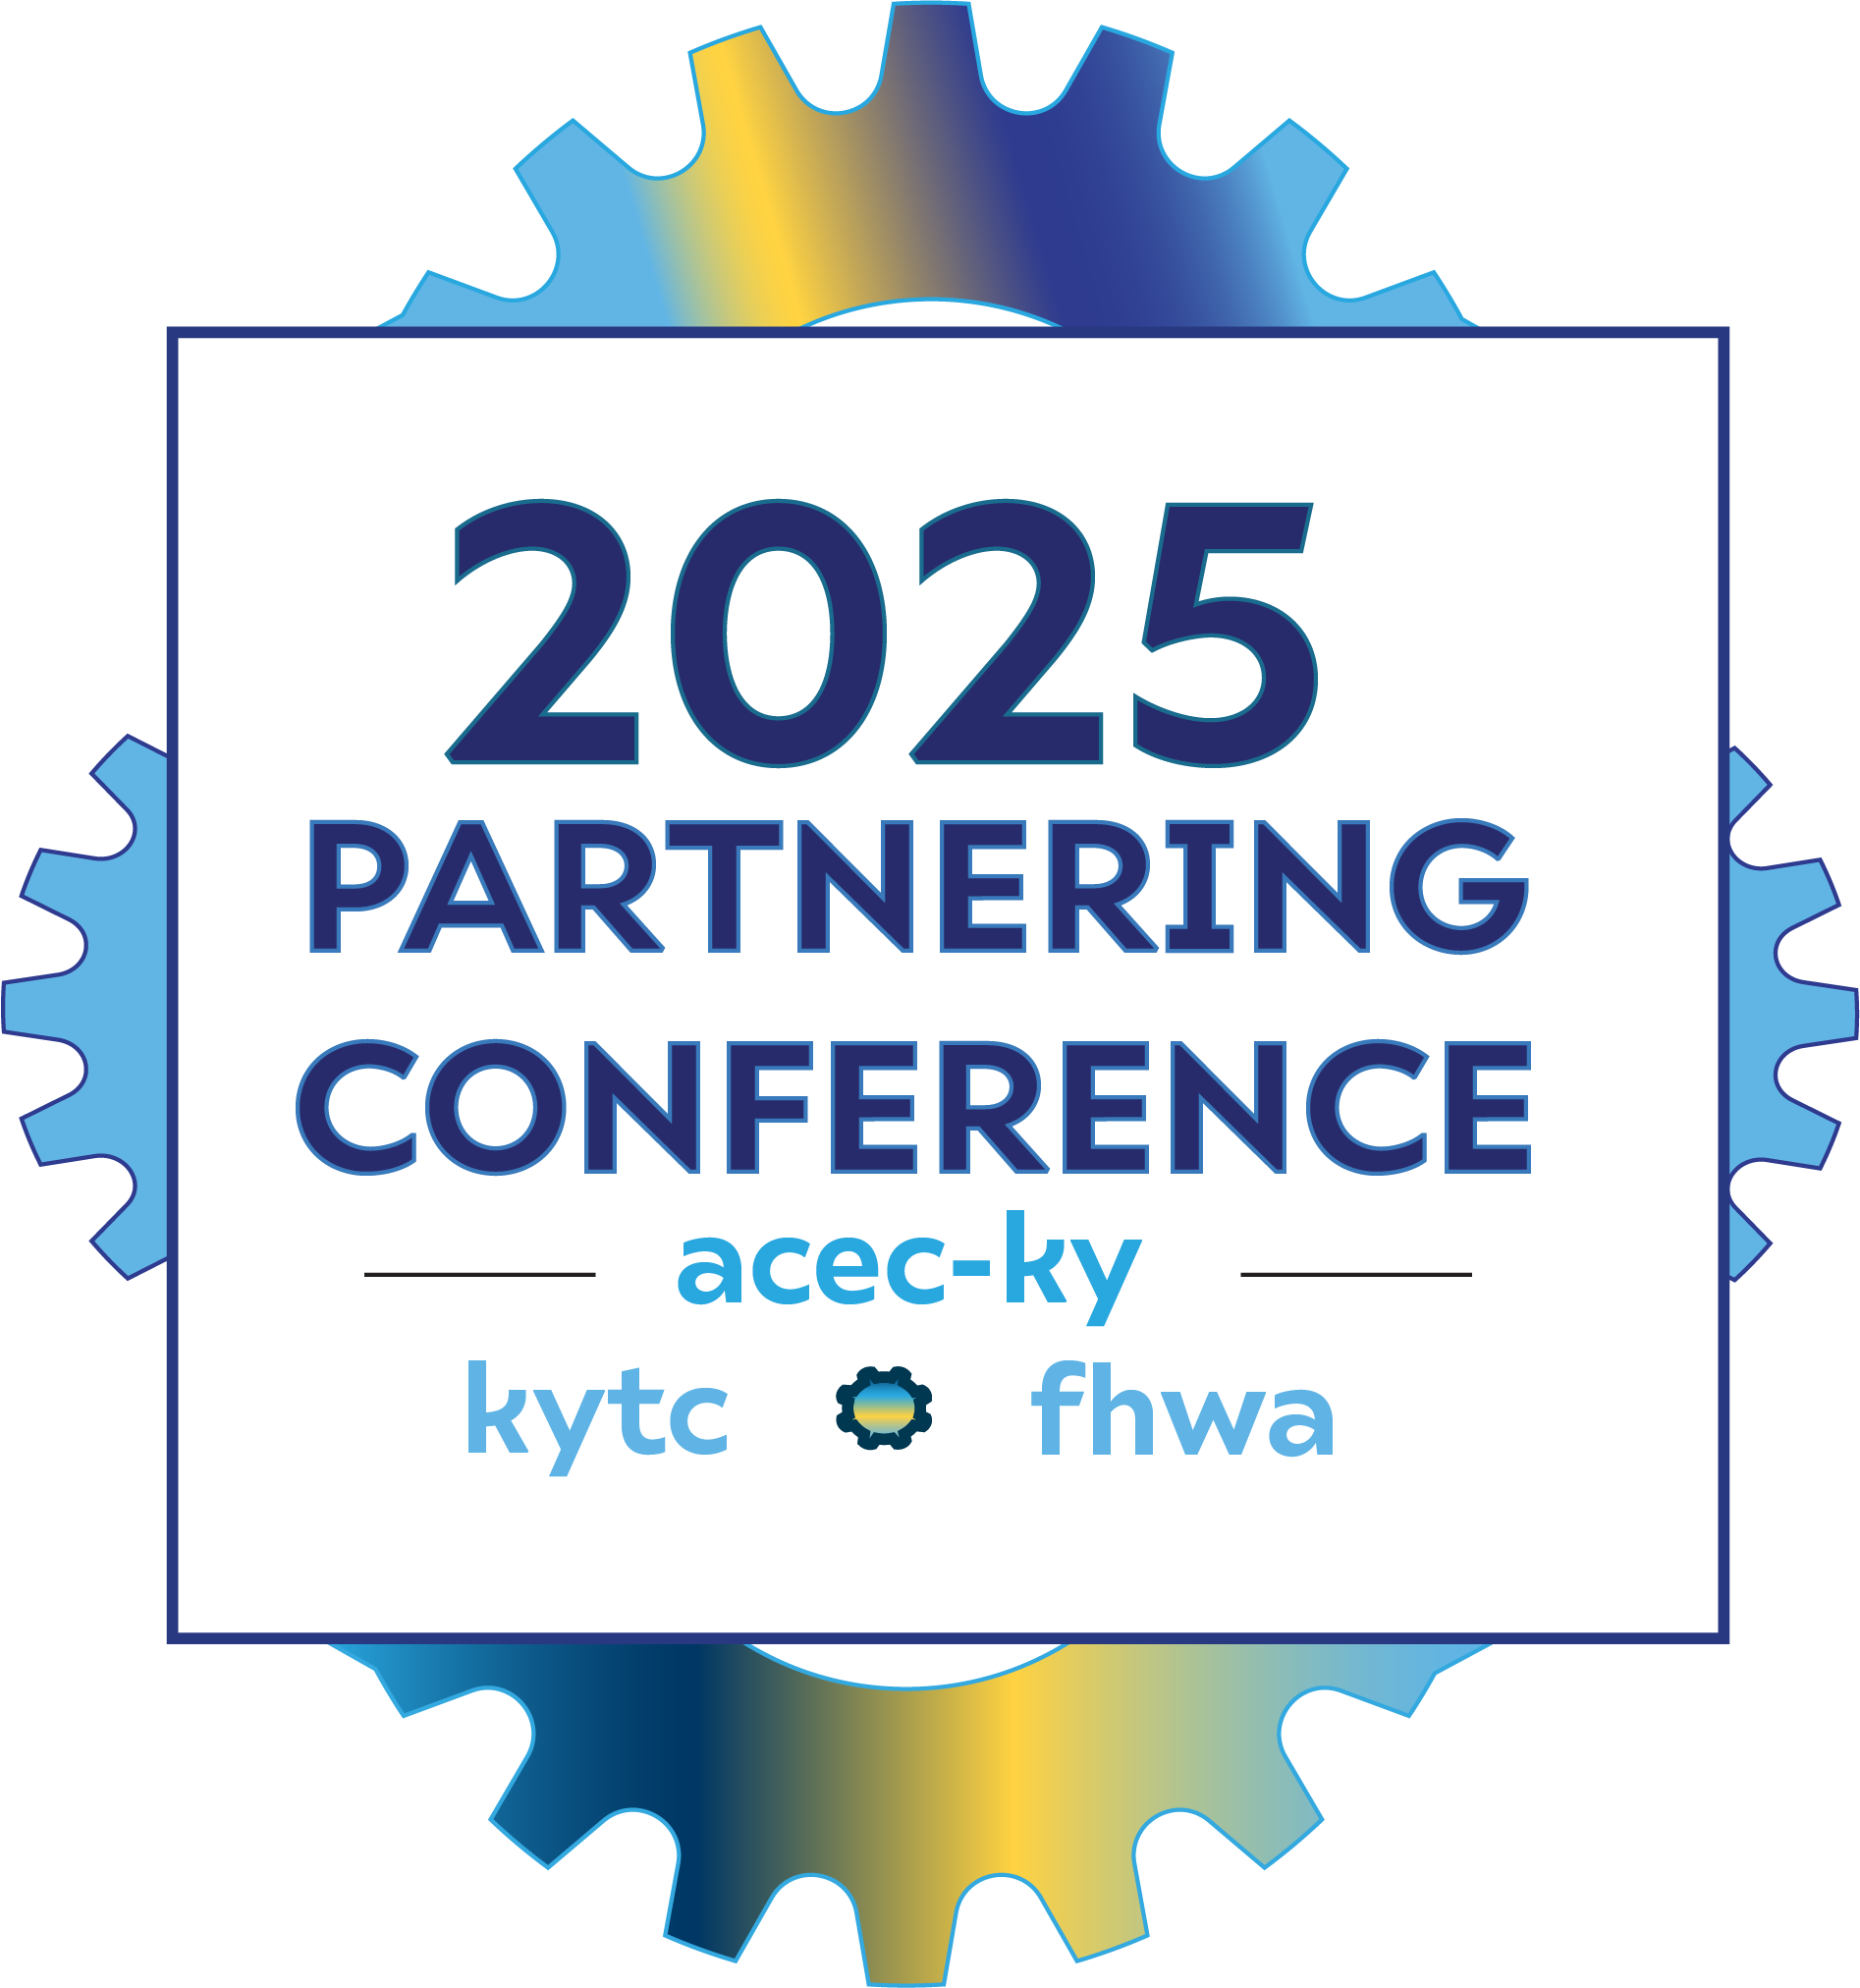 2025
PARTNERING
CONFERENCE
acec-ky
kytc fhwa